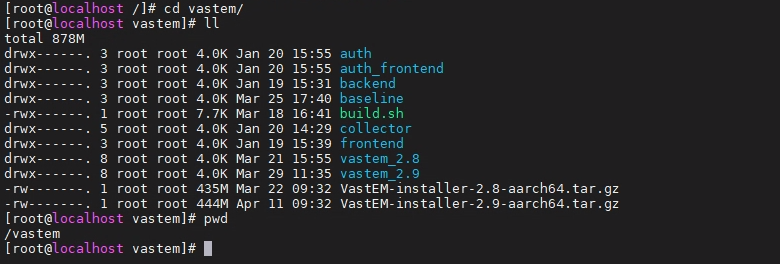 [root@localhost /]# cd vastem/
[root@localhost vastem]# ll
total 878M
drwx------. 3 root root 4.0K Jan 20 15:55 auth
drwx------. 3 root root 4.0K Jan 20 15:55 auth_frontend
drwx------. 3 root root 4.0K Jan 19 15:31 backend
drwx------. 3 root root 4.0K Mar 25 17:40 baseline
-rwx------. 1 root root 7.7K Mar 18 16:41 build.sh
drwx------. 5 root root 4.0K Jan 20 14:29 collector
drwx------. 3 root root 4.0K Jan 19 15:39 frontend
drwx------. 8 root root 4.0K Mar 21 15:55 vastem_2.8
drwx------. 8 root root 4.0K Mar 29 11:35 vastem_2.9
-rw-------. 1 root root 435M Mar 22 09:32 VastEM-installer-2.8-aarch64.tar.gz
-rw-------. 1 root root 444M Apr 11 09:32 VastEM-installer-2.9-aarch64.tar.gz
[root@localhost vastem]# pwd
/vastem
[root@localhost vastem]#